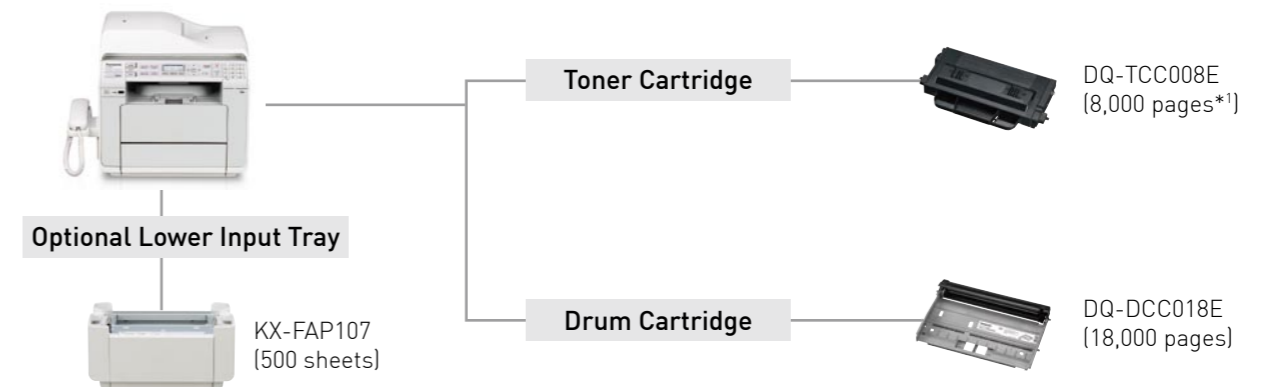 Toner Cartridge
DQ-TCC008E
(8,000 pages*1)
Optional Lower Input Tray
KX-FAP107
(500 sheets)
Drum Cartridge
DQ-DCC018E
(18,000 pages)